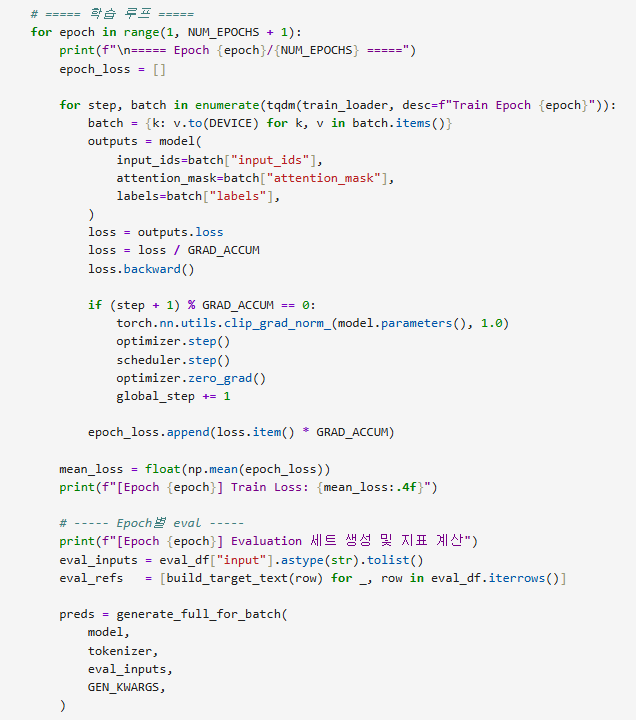 # ===== 학습 루프 =====
for epoch in range(1, NUM_EPOCHS + 1):
    print(f"\n===== Epoch {epoch}/{NUM_EPOCHS} =====")
    epoch_loss = []

    for step, batch in enumerate(tqdm(train_loader, desc=f"Train Epoch {epoch}")):
        batch = {k: v.to(DEVICE) for k, v in batch.items()}
        outputs = model(
            input_ids=batch["input_ids"],
            attention_mask=batch["attention_mask"],
            labels=batch["labels"],
        )
        loss = outputs.loss
        loss = loss / GRAD_ACCUM
        loss.backward()

        if (step + 1) % GRAD_ACCUM == 0:
            torch.nn.utils.clip_grad_norm_(model.parameters(), 1.0)
            optimizer.step()
            scheduler.step()
            optimizer.zero_grad()
            global_step += 1

        epoch_loss.append(loss.item() * GRAD_ACCUM)

    mean_loss = float(np.mean(epoch_loss))
    print(f"[Epoch {epoch}] Train Loss: {mean_loss:.4f}")

    # ----- Epoch별 eval -----
    print(f"[Epoch {epoch}] Evaluation 세트 생성 및 지표 계산")
    eval_inputs = eval_df["input"].astype(str).tolist()
    eval_refs   = [build_target_text(row) for _, row in eval_df.iterrows()]

    preds = generate_full_for_batch(
        model,
        tokenizer,
        eval_inputs,
        GEN_KWARGS,
    )